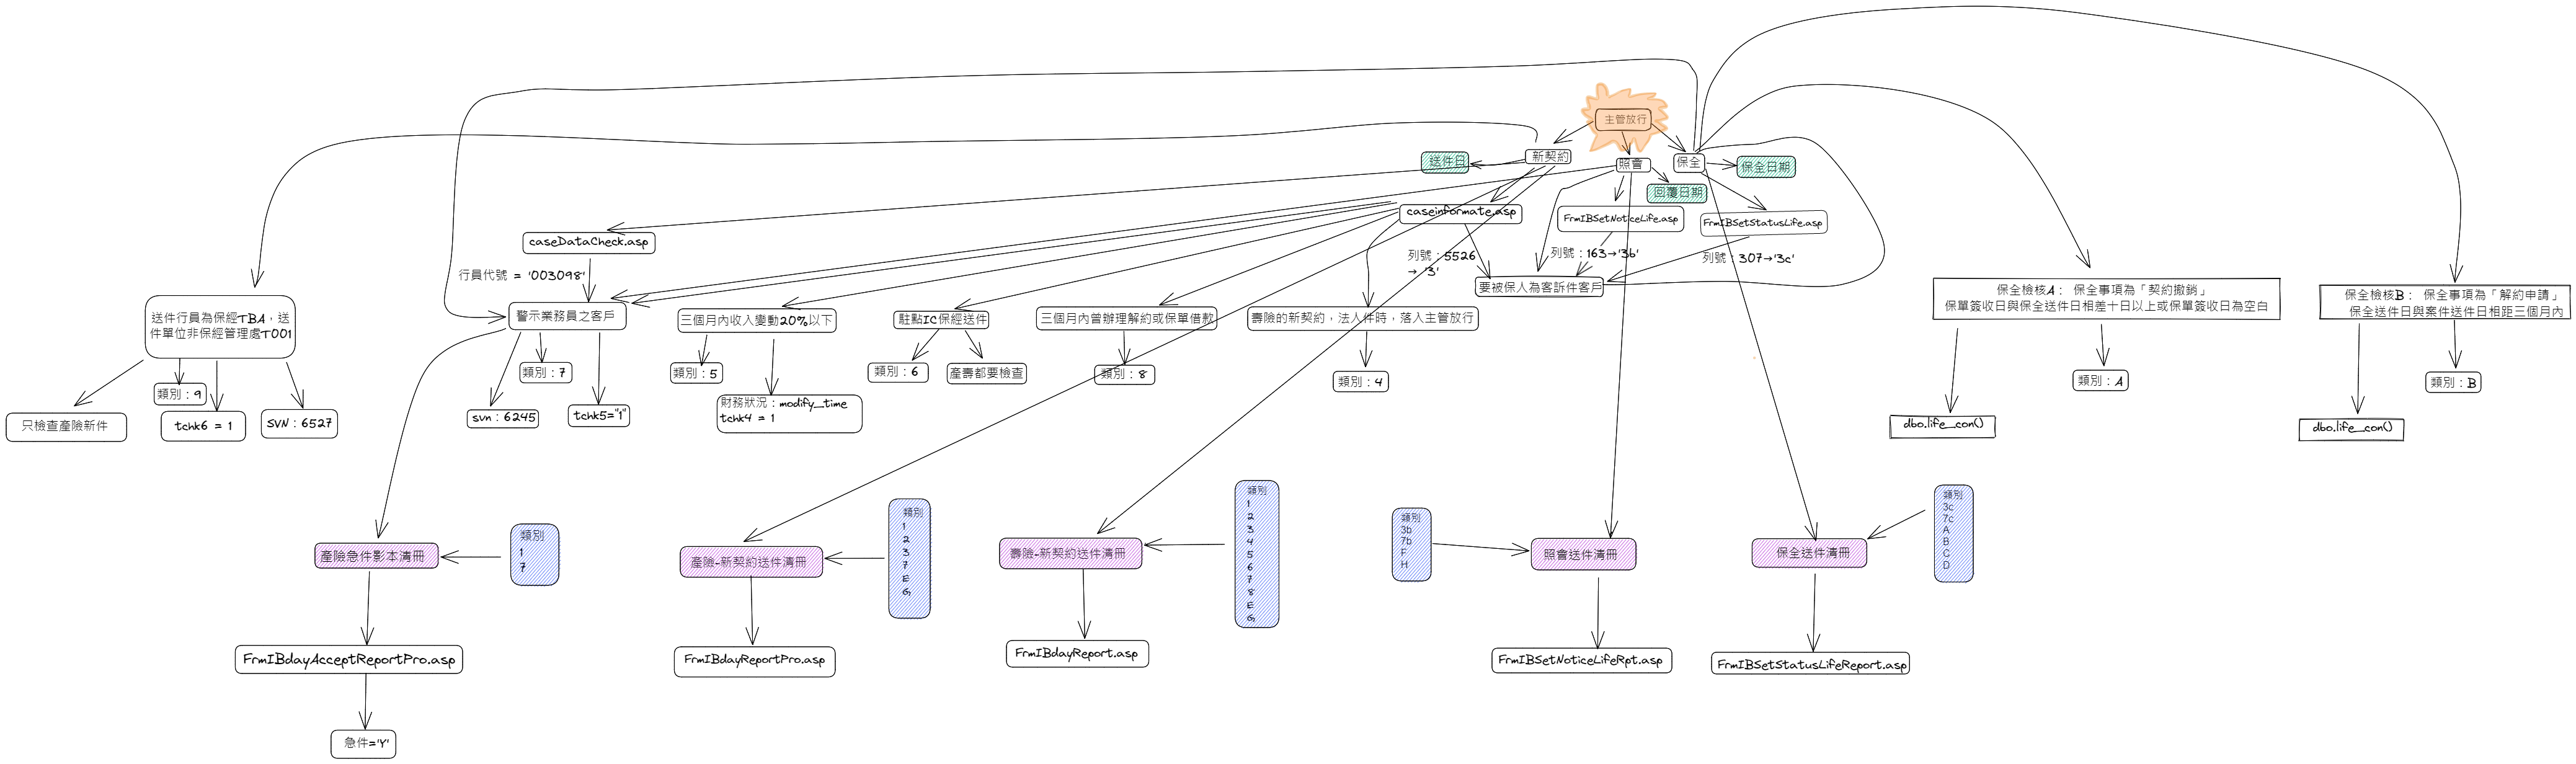 主管放行
送件日
新契約
照會
保全
保全日期
回覆日期
caseinformate.asp
FrmIBSetNoticeLife.asp
FrmIBSetStatusLife.asp
caseDataCheck.asp
行員代號 = '003098'
列號：5526
→ '3'
列號：163→'3b'
列號：307→'3c'
送件行員為保經TBA，送
件單位非保經管理處T001
警示業務員之客戶
三個月內收入變動20%以下
駐點IC保經送件
三個月內曾辦理解約或保單借款
壽險的新契約，法人件時，落入主管放行
要被保人為客訴件客戶
保全檢核A： 保全事項為「契約撤銷」
保單簽收日與保全送件日相差十日以上或保單簽收日為空白
保全檢核B： 保全事項為「解約申請」
保全送件日與案件送件日相距三個月內
只檢查產險新件
類別：9
tchk6 = 1
SVN：6527
svn：6245
類別：7
tchk5="1"
類別：5
財務狀況：modify_time
tchk4 = 1
類別：6
產壽都要檢查
類別：8
類別：4
dbo.life_con()
類別：A
dbo.life_con()
類別：B
產險急件影本清冊
類別
1
7
產險-新契約送件清冊
類別
1
2
3
7
E
G
壽險-新契約送件清冊
類別
1
2
3
4
5
6
7
8
E
G
類別
3b
7b
F
H
照會送件清冊
保全送件清冊
類別
3c
7c
A
B
C
D
FrmIBdayAcceptReportPro.asp
FrmIBdayReportPro.asp
FrmIBdayReport.asp
FrmIBSetNoticeLifeRpt.asp
FrmIBSetStatusLifeReport.asp
急件='Y'